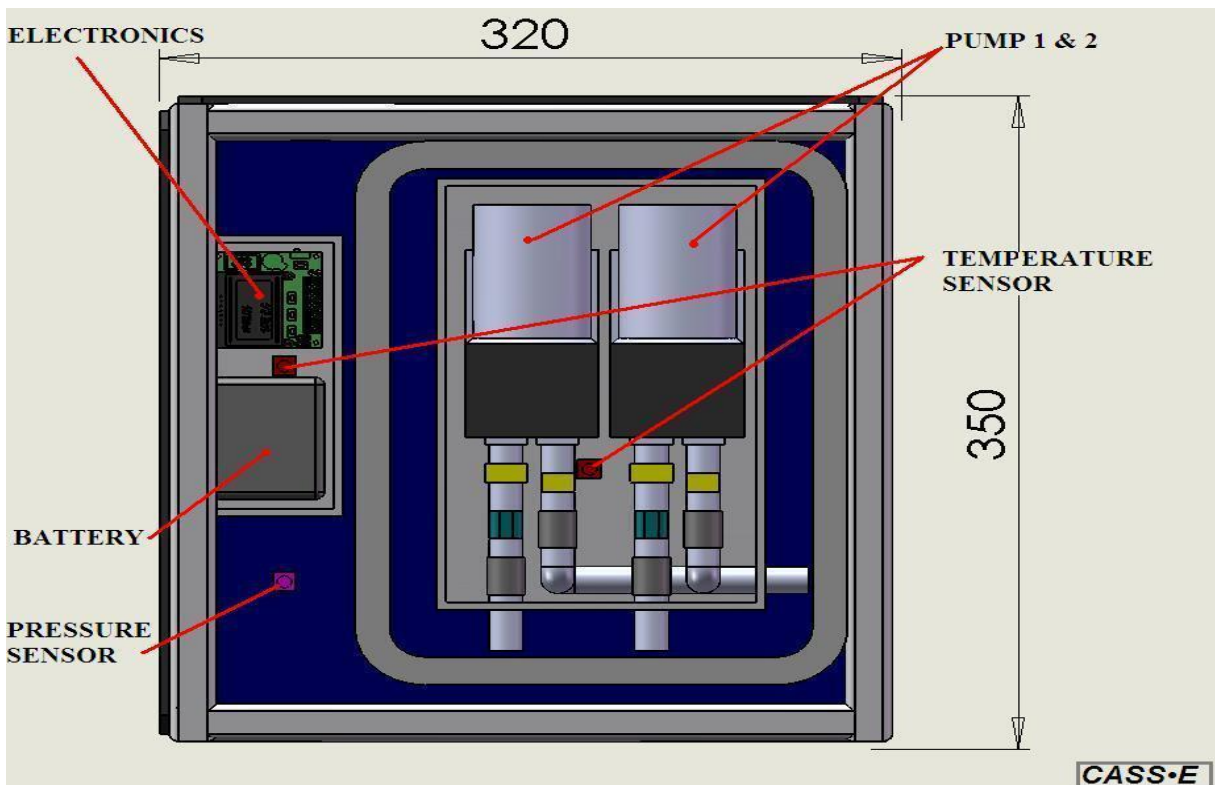 ELECTRONICS
320
PUMP 1 & 2
TEMPERATURE
SENSOR
350
BATTERY
PRESSURE
SENSOR
CASS•E